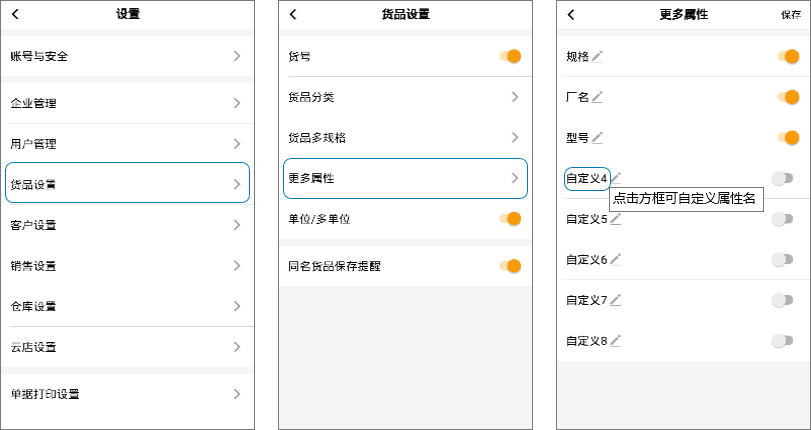 设置
账号与安全
企业管理
用户管理
货品设置
客户设置
销售设置
仓库设置
云店设置
单据打印设置
货品设置
货号
货品分类
货品多规格
更多属性
单位/多单位
同名货品保存提醒
更多属性 保存
规格
厂名
型号
自定义4
点击方框可自定义属性名
自定义5
自定义6
自定义7
自定义8